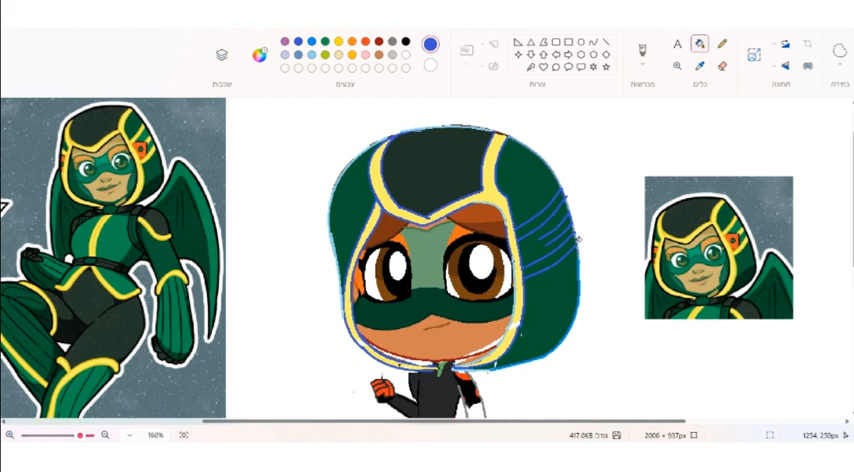 שכבות
צבעים
צורות
מברשות
כלים
תמונה
בחירה
160%
גודל: 417.0KB
2006 × 937px
1254, 250px